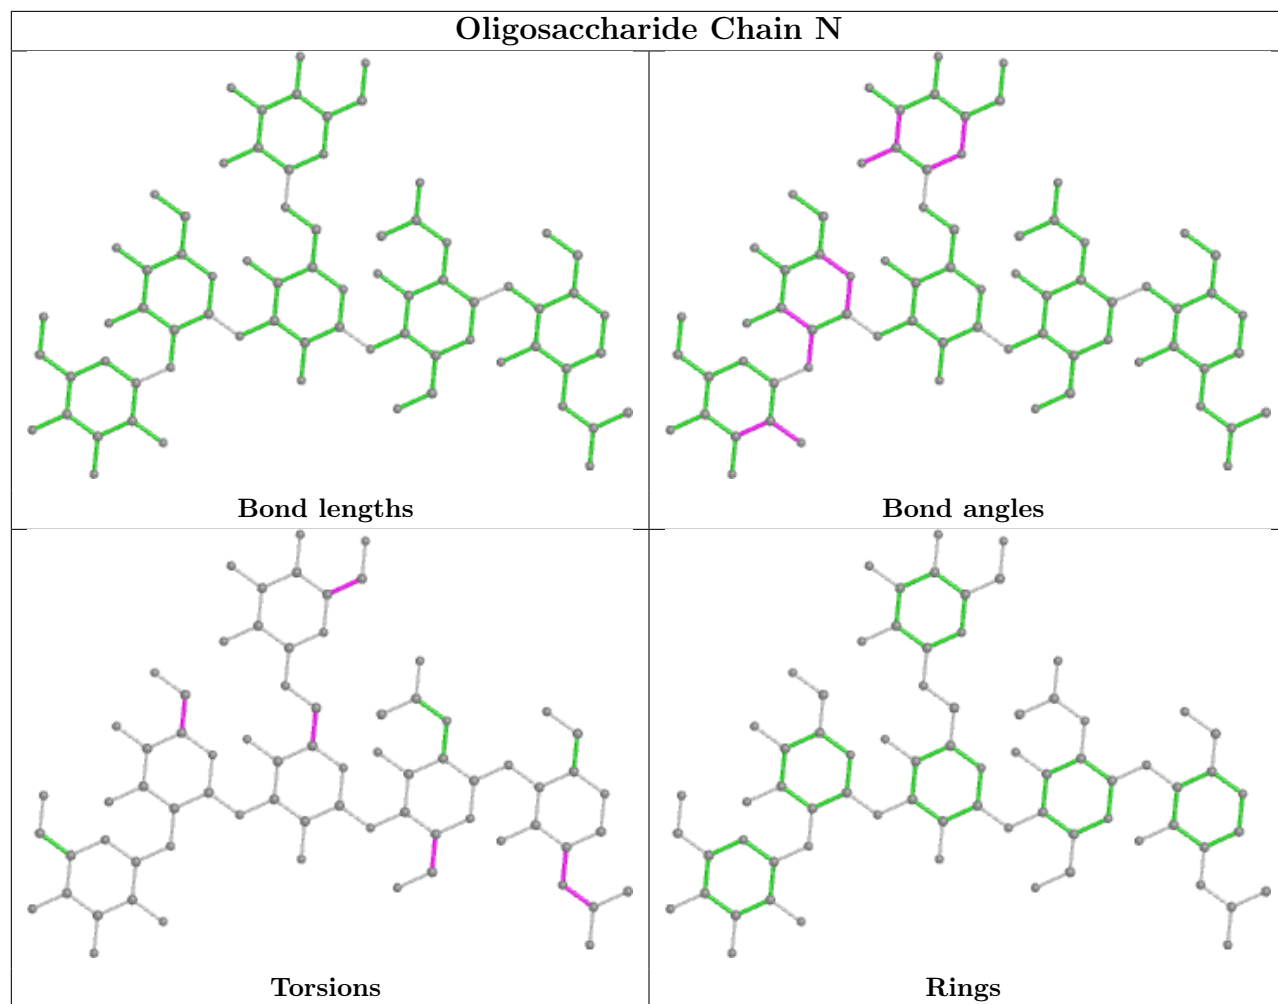 Oligosaccharide Chain N
Bond lengths
Bond angles
Torsions
Rings